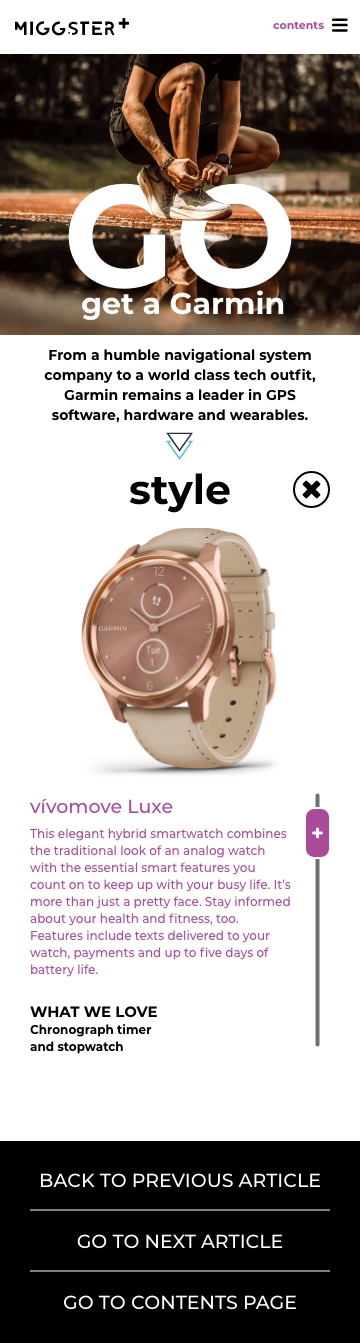 MIGGSTER+
contents
GO
get a Garmin
From a humble navigational system
company to a world class tech outfit,
Garmin remains a leader in GPS
software, hardware and wearables.
style
12
3
GARMIN
Tue
1
6
vívomove Luxe
This elegant hybrid smartwatch combines
the traditional look of an analog watch
with the essential smart features you
count on to keep up with your busy life. It’s
more than just a pretty face. Stay informed
about your health and fitness, too.
Features include texts delivered to your
watch, payments and up to five days of
battery life.
WHAT WE LOVE
Chronograph timer
and stopwatch
BACK TO PREVIOUS ARTICLE
GO TO NEXT ARTICLE
GO TO CONTENTS PAGE